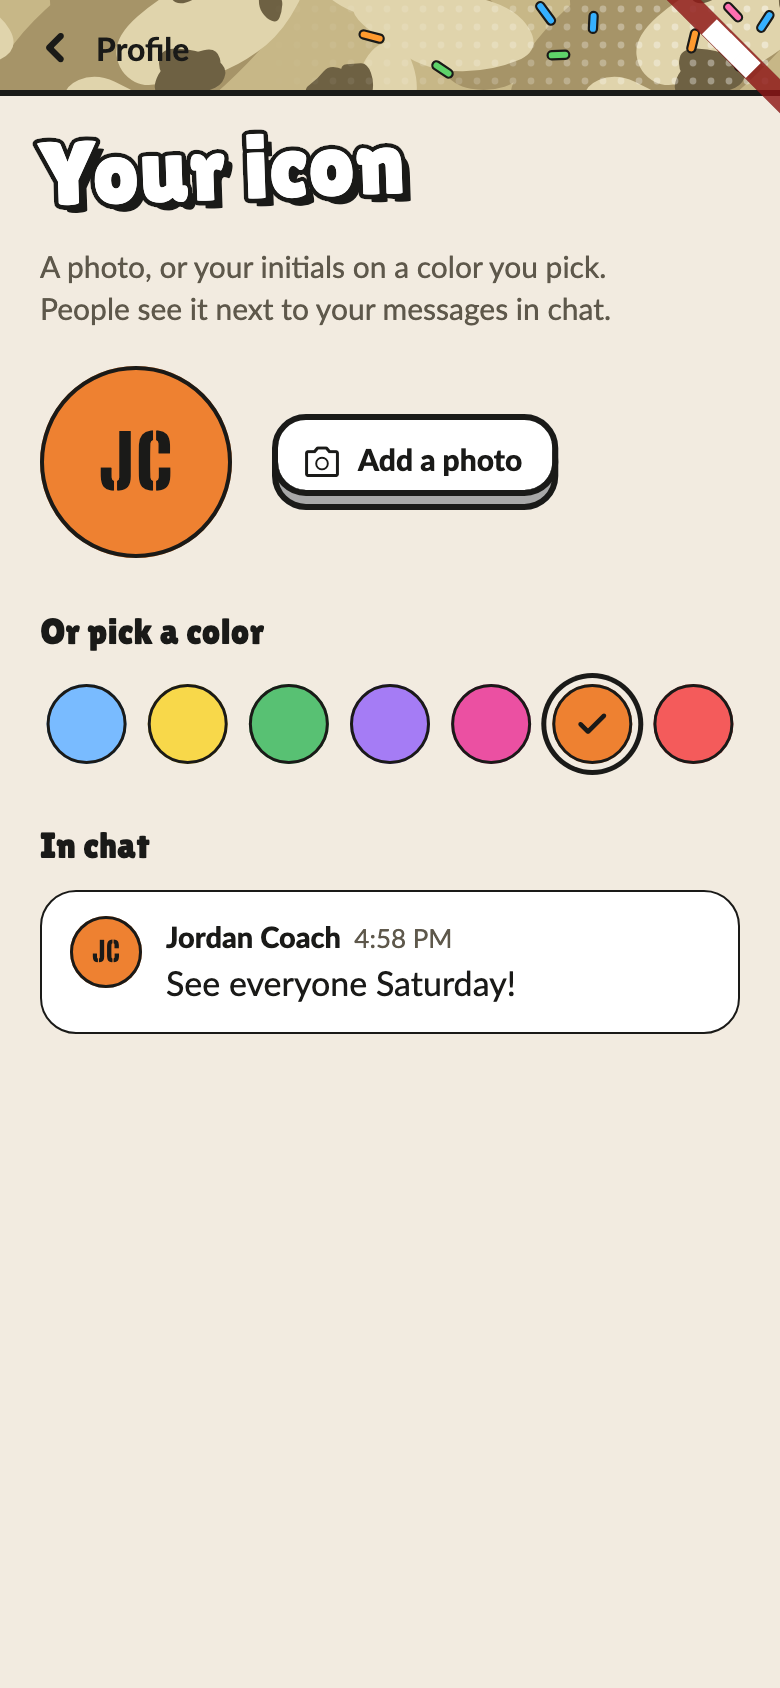 Profile
Your icon
A photo, or your initials on a color you pick.
People see it next to your messages in chat.
JC
Add a photo
Or pick a color
In chat
JC
Jordan Coach 4:58 PM
See everyone Saturday!